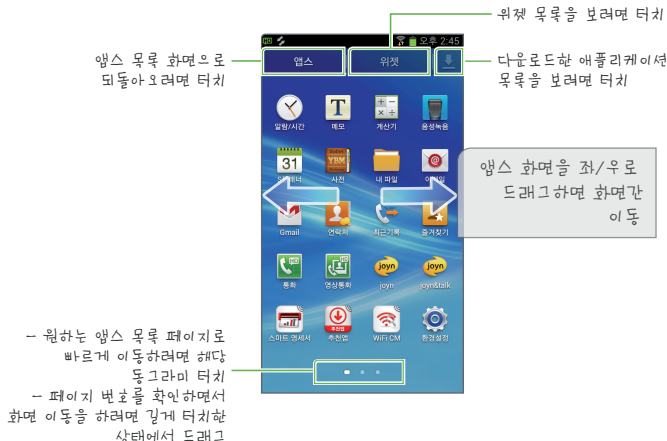 위젯 목록을 보려면 터치
앱스 목록 화면으로
되돌아오려면 터치
다운로드한 애플리케이션
목록을 보려면 터치
오후 2:45
앱스
위젯
알람/시간
메모
계산기
음성녹음
31
YBM
사전
내 파일
앱스 화면을 좌/우로
드래그하면 화면간
이동
Gmail
연락처
최근기록
즐겨찾기
HD
HD
joyn
joyn
통화
영상통화
joyn
joyn&talk
추천앱
스마트 명세서
추천앱
WiFi CM
환경설정
- 원하는 앱스 목록 페이지로
빠르게 이동하려면 해당
동그라미 터치
- 페이지 번호를 확인하면서
화면 이동을 하려면 길게 터치한
상태에서 드래그